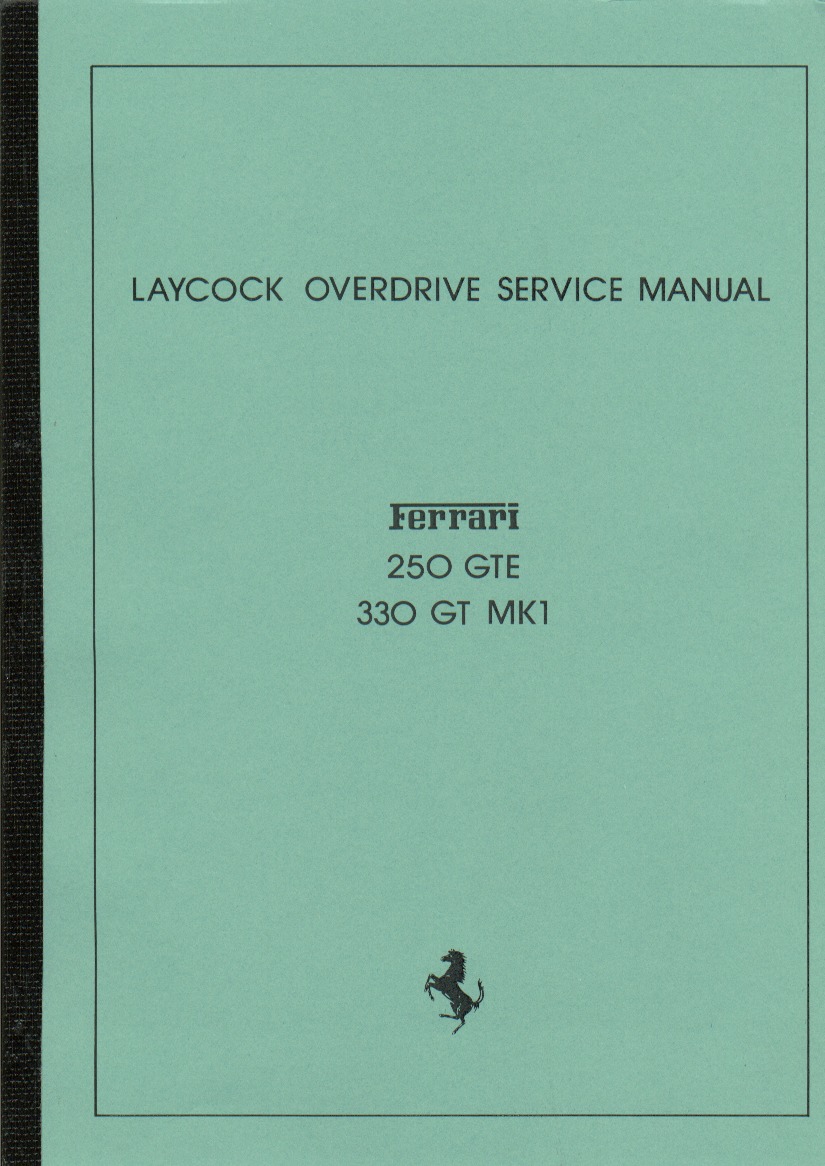 LAYCOCK OVERDRIVE SERVICE MANUAL
Ferrari
250 GTE
330 GT MK1